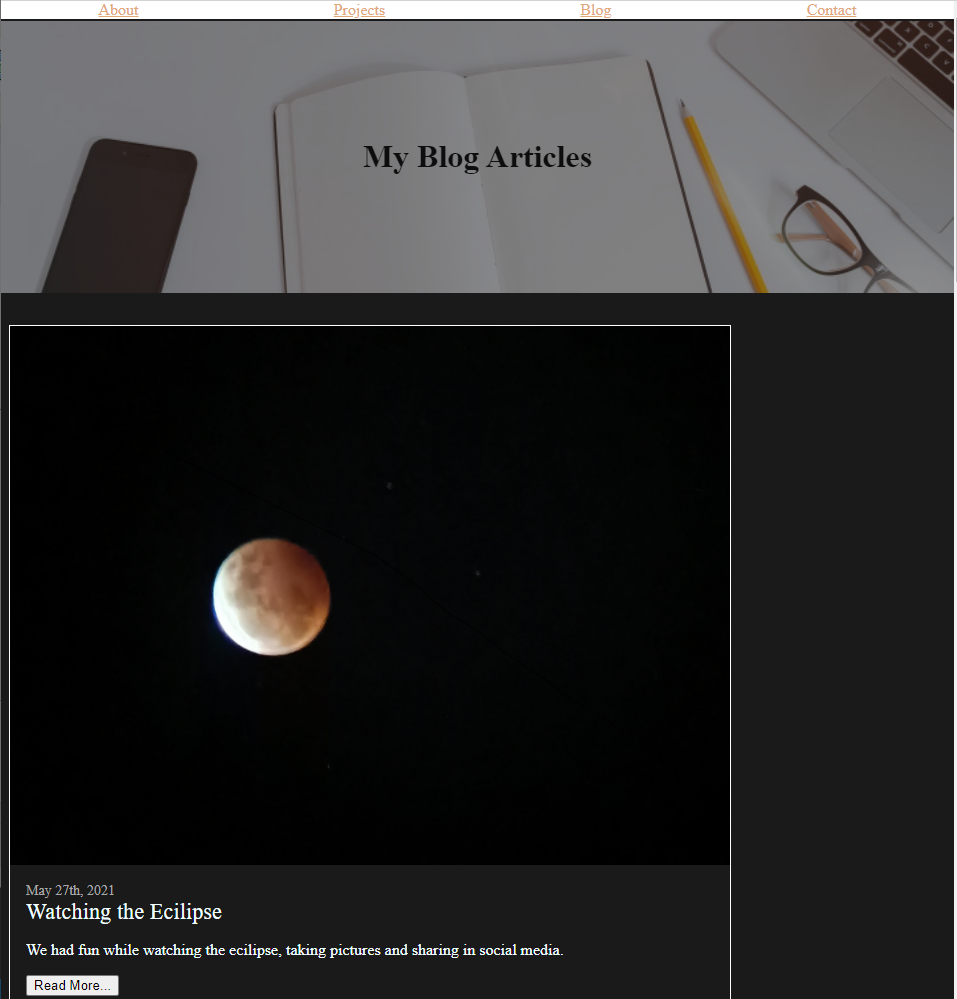 About Projects Blog Contact
My Blog Articles
May 27th, 2021
Watching the Ecilipse
We had fun while watching the ecilipse, taking pictures and sharing in social media.
Read More...